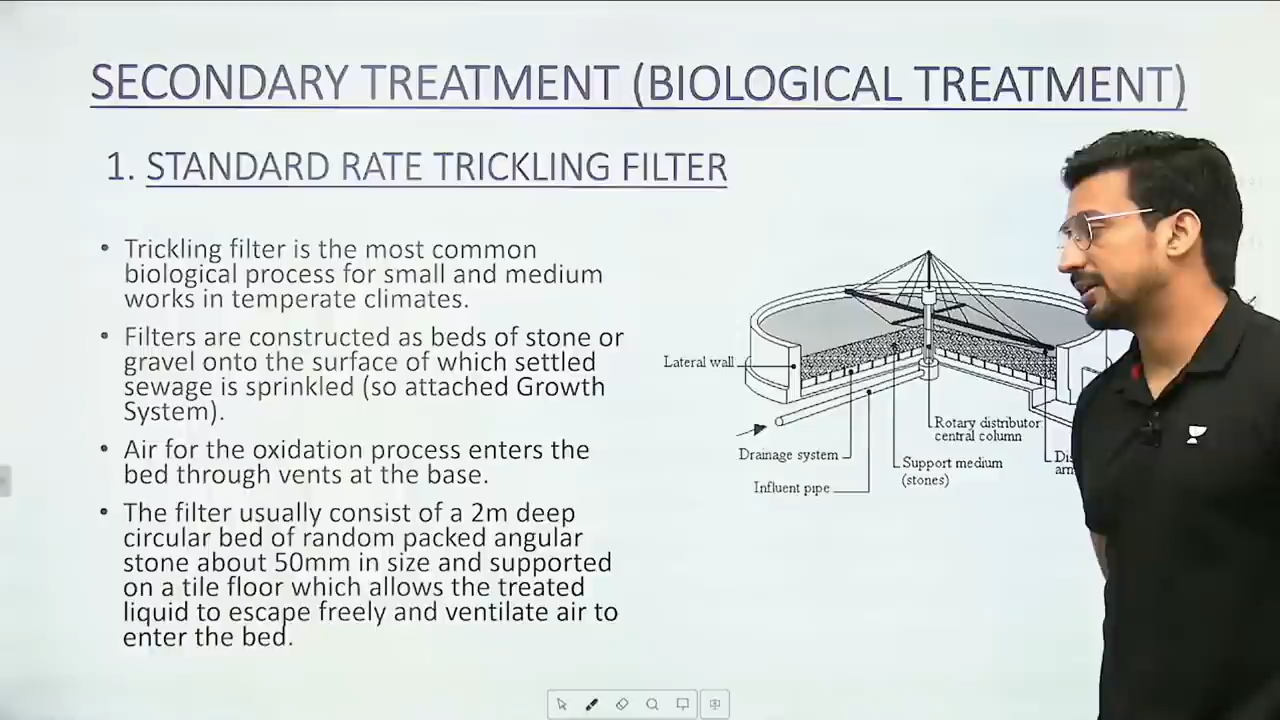 SECONDARY TREATMENT (BIOLOGICAL TREATMENT)
1. STANDARD RATE TRICKLING FILTER
• Trickling filter is the most common
biological process for small and medium
works in temperate climates.
• Filters are constructed as beds of stone or
gravel onto the surface of which settled
sewage is sprinkled (so attached Growth
System).
• Air for the oxidation process enters the
bed through vents at the base.
• The filter usually consist of a 2m deep
circular bed of random packed angular
stone about 50mm in size and supported
on a tile floor which allows the treated
liquid to escape freely and ventilate air to
enter the bed.
Lateral wall
Rotary distributor
central column
Drainage system
Support medium
(stones)
Influent pipe